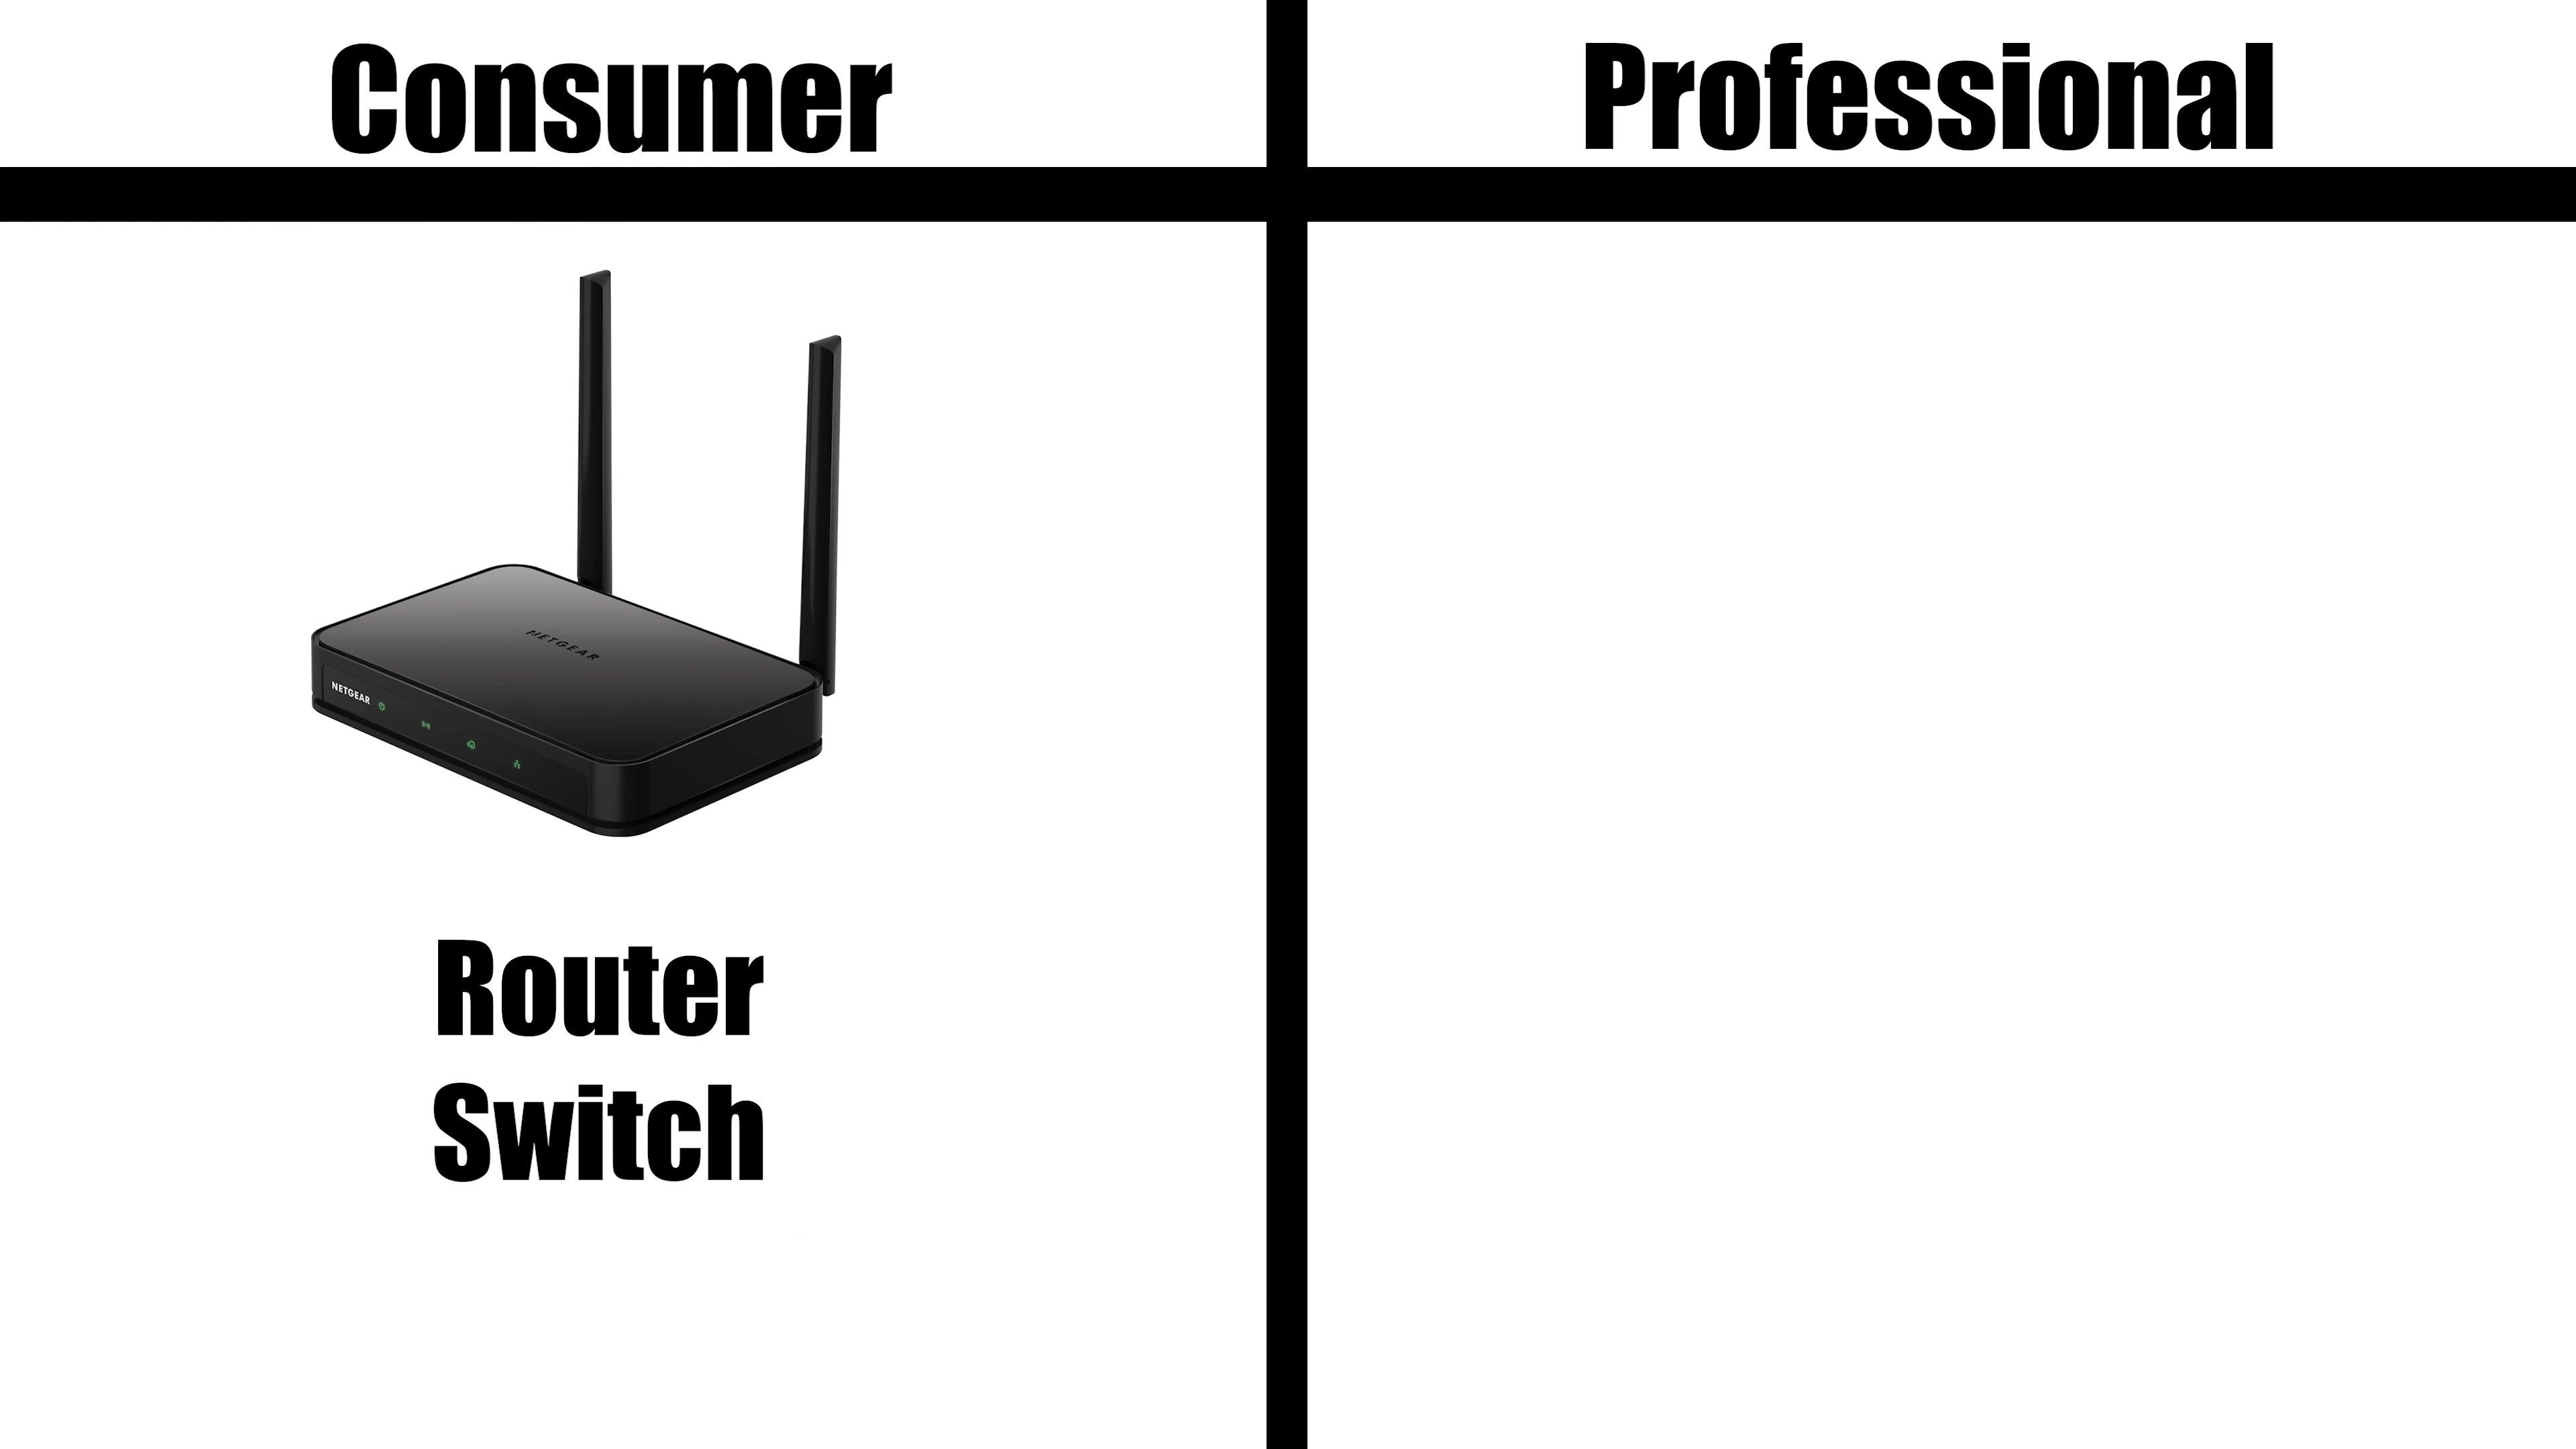 Consumer
Professional
NETGEAR
NETGEAR
Router
Switch